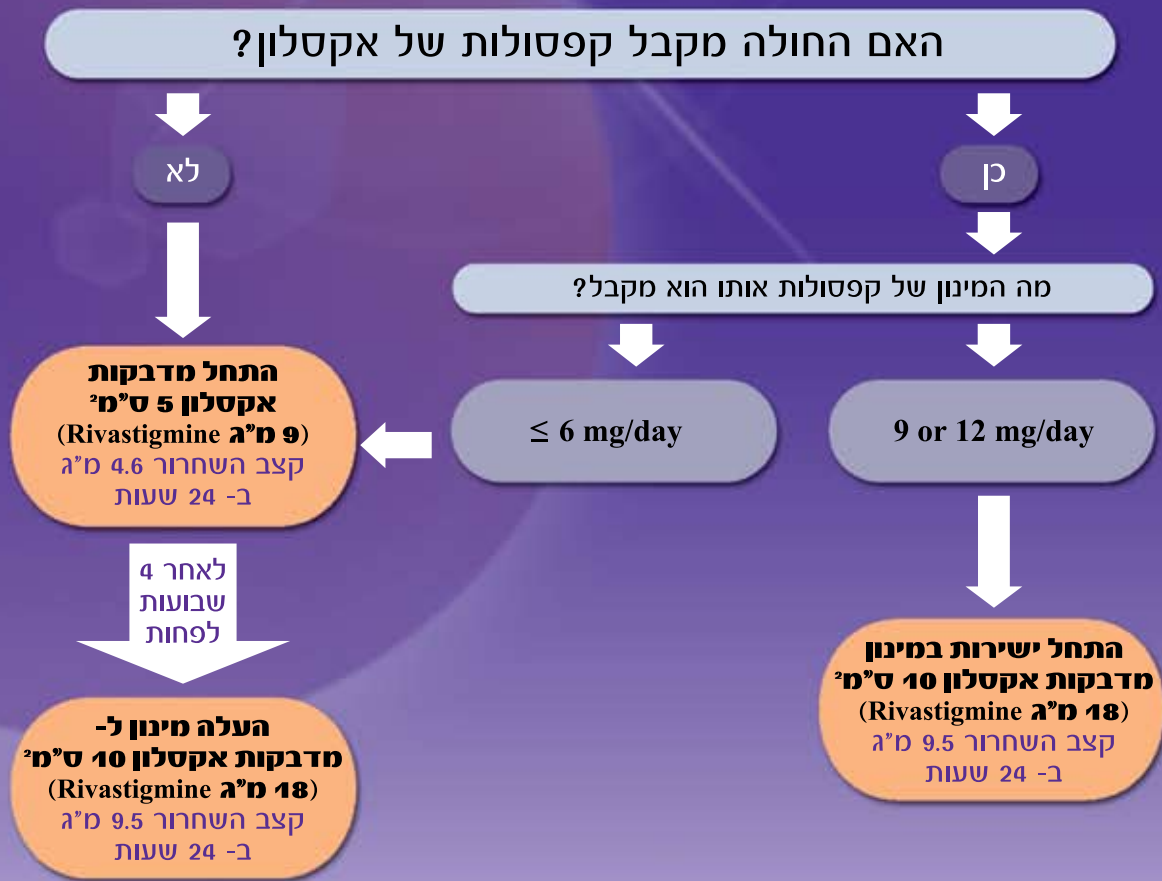 האם החולה מקבל קפסולות של אקסלון?
כן
לא
מה המינון של קפסולות אותו הוא מקבל?
9 or 12 mg/day
≤ 6 mg/day
התחל מדבקות
אקסלון 5 ס"מ²
(9 מ"ג Rivastigmine)
קצב השחרור 4.6 מ"ג
ב- 24 שעות
לאחר 4
שבועות
לפחות
התחל ישירות במינון
מדבקות אקסלון 10 ס"מ²
(18 מ"ג Rivastigmine)
קצב השחרור 9.5 מ"ג
ב- 24 שעות
העלה מינון ל-
מדבקות אקסלון 10 ס"מ²
(18 מ"ג Rivastigmine)
קצב השחרור 9.5 מ"ג
ב- 24 שעות